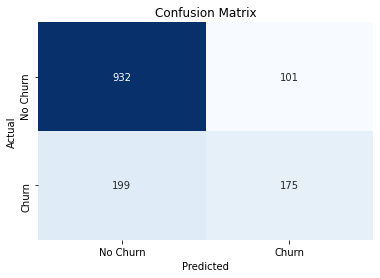 Confusion Matrix
Actual
No Churn
932
101
Churn
199
175
No Churn
Churn
Predicted